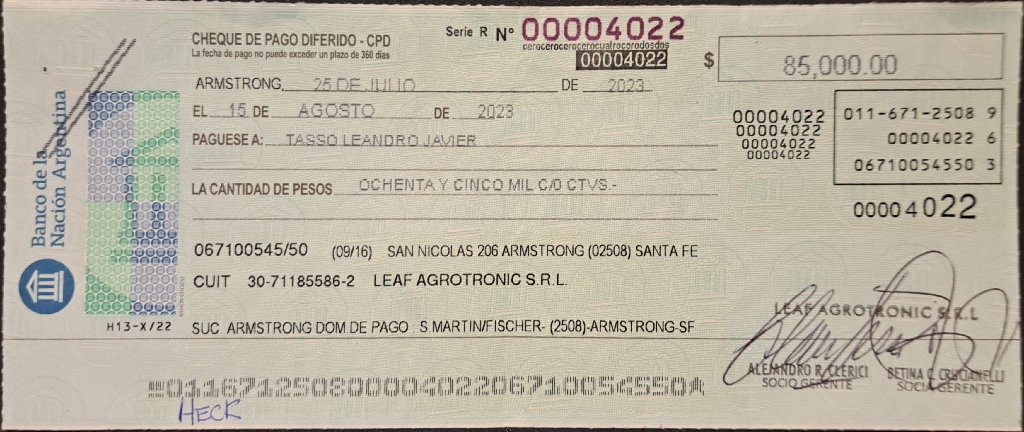 Serie R Nº 00004022
cerocerocerocerocuatrocerodosdos
00004022
CHEQUE DE PAGO DIFERIDO - CPD
La fecha de pago no puede exceder un plazo de 360 días
$ 85,000.00
ARMSTRONG, 25 DE JULIO DE 2023
EL 15 DE AGOSTO DE 2023
PAGUESE A: TASSO LEANDRO JAVIER
LA CANTIDAD DE PESOS OCHENTA Y CINCO MIL C/0 CTVS.-
00004022
00004022
00004022
00004022
011-671-2508 9
00004022 6
06710054550 3
00004022
Banco de la
Nación Argentina
067100545/50 (09/16) SAN NICOLAS 206 ARMSTRONG (02508) SANTA FE
CUIT 30-71185586-2 LEAF AGROTRONIC S.R.L.
H13-X/22
SUC ARMSTRONG DOM DE PAGO S MARTIN/FISCHER- (2508)-ARMSTRONG-SF
LEAF AGROTRONIC S.R.L
ALEJANDRO R. CLERICI
SOCIO GERENTE
BETINA C. CRUCIANELLI
SOCIA GERENTE
01167125080000402206710054550
HECK